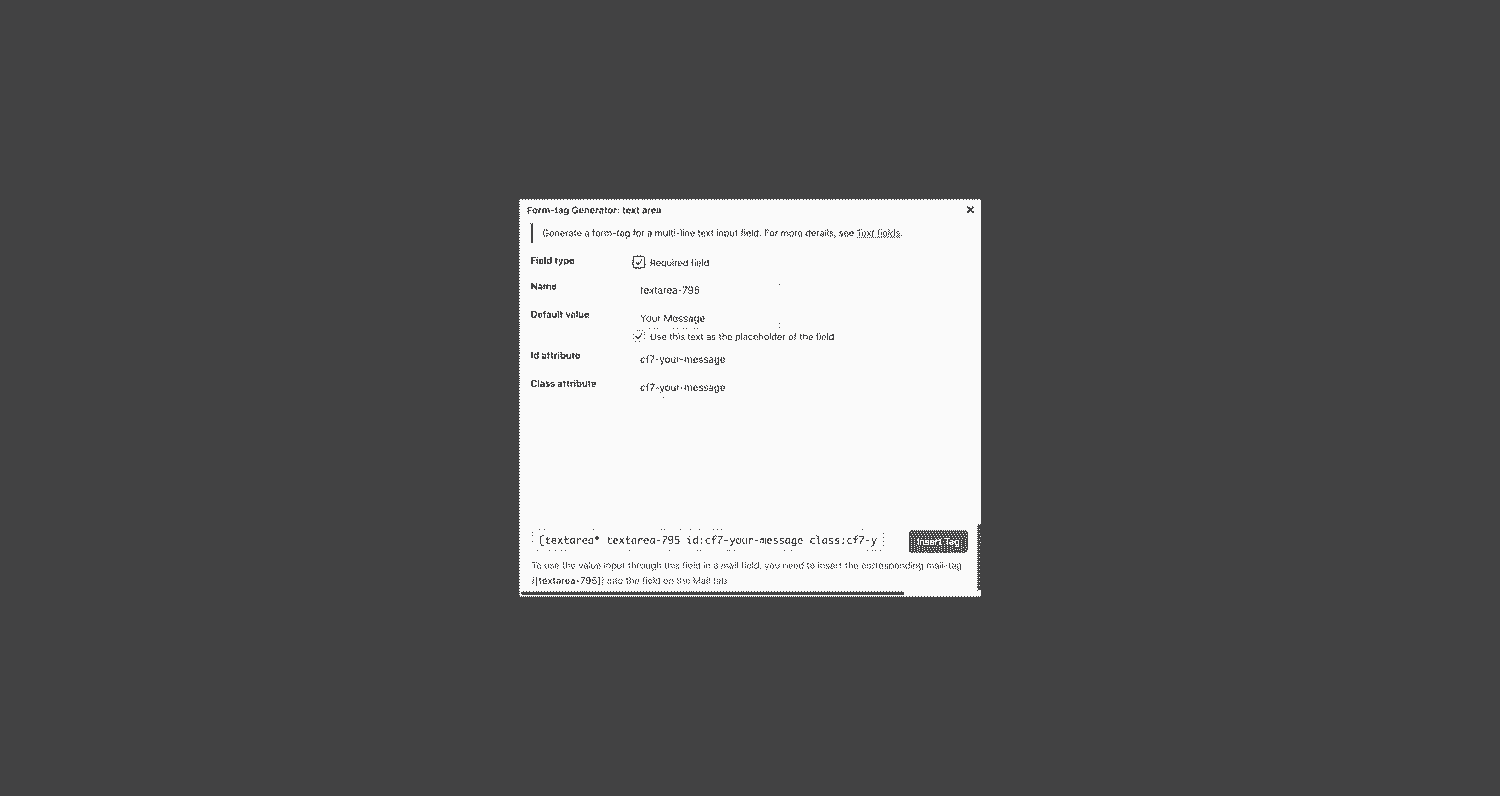 Form-tag Generator: text area
Generate a form-tag for a multi-line text input field. For more details, see Text fields.
Field type
Required field
Name
textarea-795
Default value
Your Message
Use this text as the placeholder of the field
Id attribute
cf7-your-message
Class attribute
cf7-your-message
[textarea* textarea-795 id:cf7-your-message class:cf7-y
Insert Tag
To use the value input through this field in a mail field, you need to insert the corresponding mail-tag
([textarea-795]) into the field on the Mail tab.